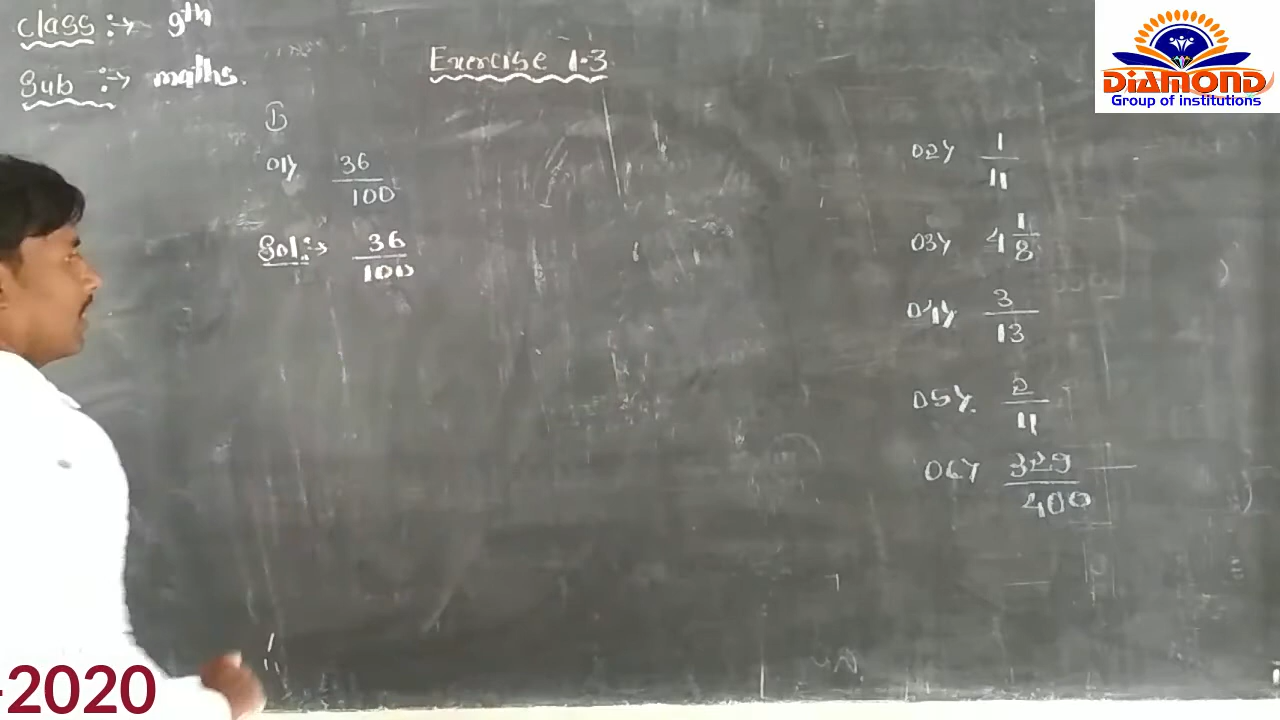 Class :→ 9th
Sub :→ maths.
Exercise 1.3
1)
01) 36/100
Sol :→ 36/100
02) 1/11
03) 4 1/8
04) 3/13
05) 2/11
06) 329/400
DIAMOND
Group of institutions
-2020